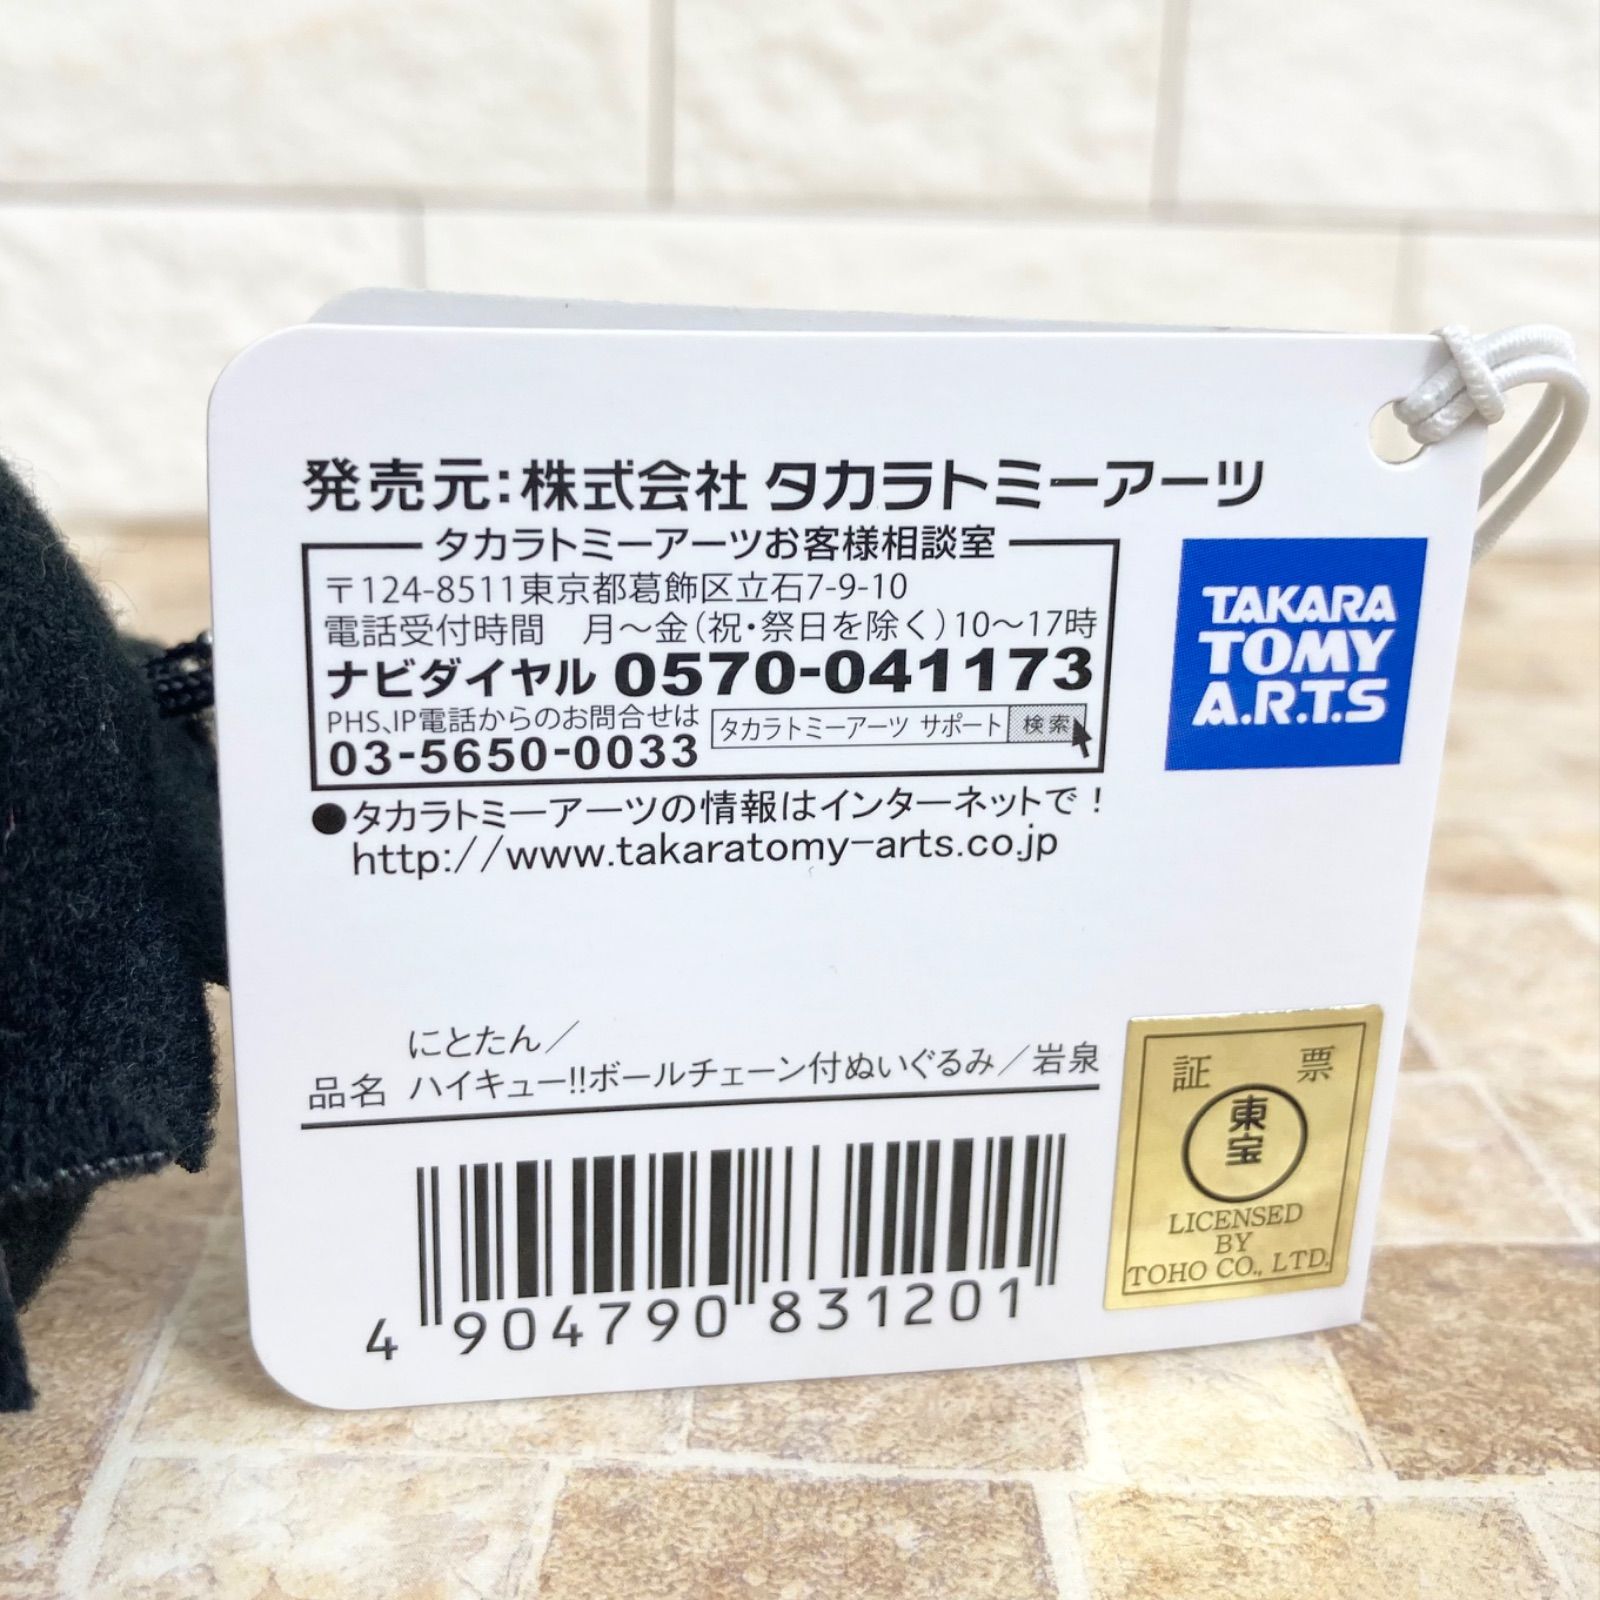 発売元:株式会社 タカラトミーアーツ
タカラトミーアーツお客様相談室
〒124-8511東京都葛飾区立石7-9-10
電話受付時間 月〜金(祝・祭日を除く)10〜17時
ナビダイヤル 0570-041173
PHS、IP電話からのお問合せは
03-5650-0033
タカラトミーアーツ サポート 検索
●タカラトミーアーツの情報はインターネットで!
http://www.takaratomy-arts.co.jp
TAKARA
TOMY
A.R.T.S
にとたん/
品名 ハイキュー!!ボールチェーン付ぬいぐるみ/岩泉
4 904790 831201
証 票
東宝
LICENSED
BY
TOHO CO., LTD.